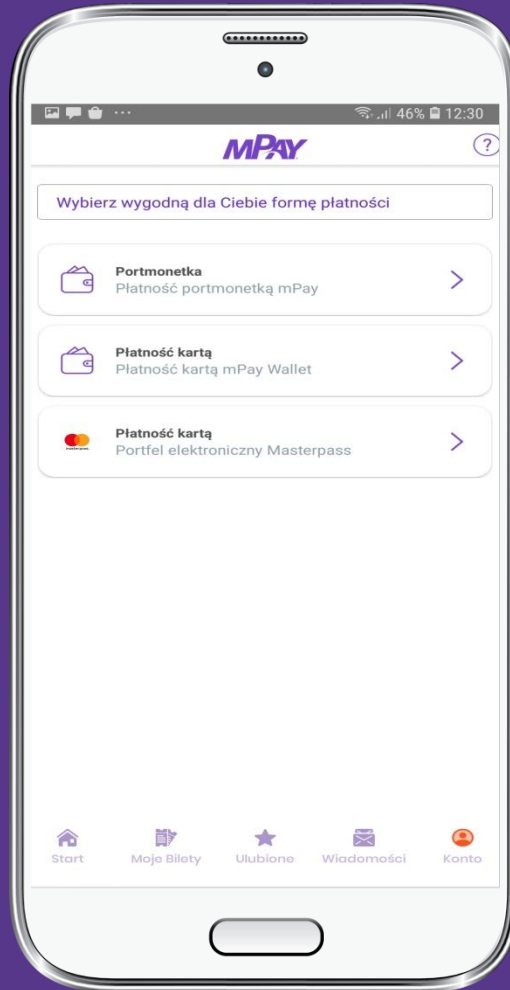 46% 12:30
mPAY
?
Wybierz wygodną dla Ciebie formę płatności
Portmonetka
Płatność portmonetką mPay
Płatność kartą
Płatność kartą mPay Wallet
Płatność kartą
Portfel elektroniczny Masterpass
Start Moje Bilety Ulubione Wiadomości Konto